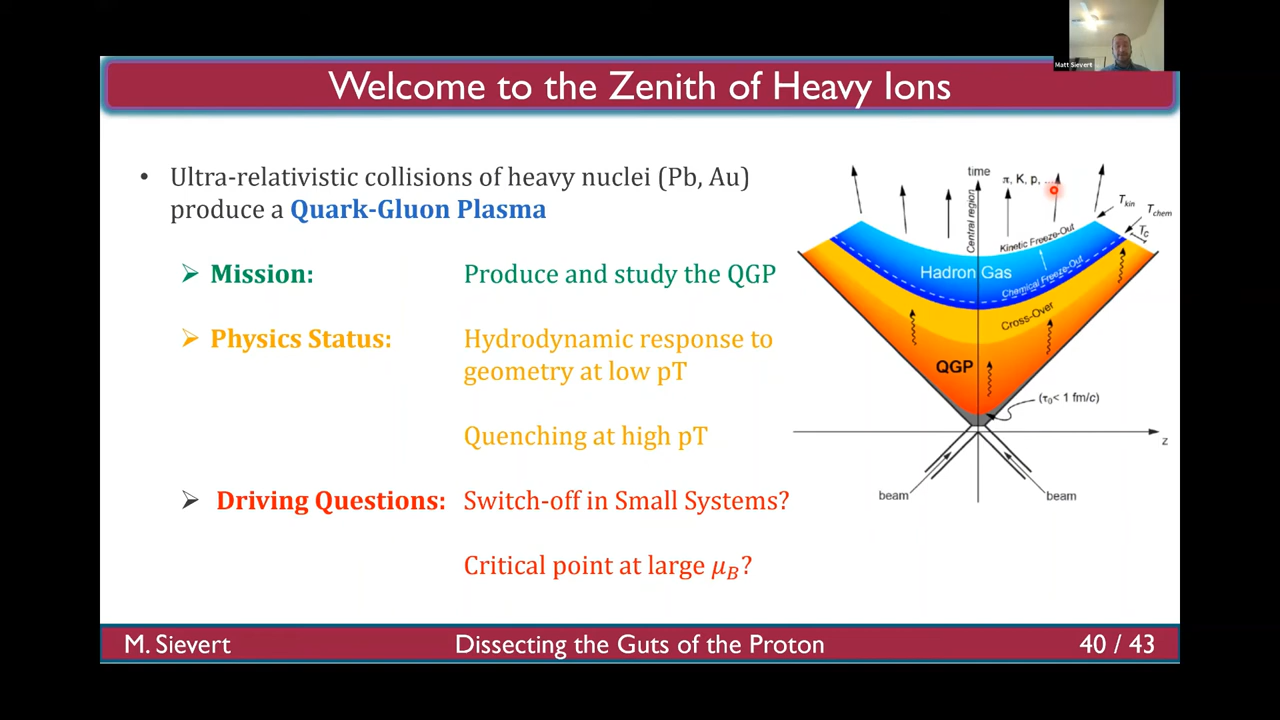 Matt Sievert
Welcome to the Zenith of Heavy Ions
• Ultra-relativistic collisions of heavy nuclei (Pb, Au)
produce a Quark-Gluon Plasma
➢ Mission: Produce and study the QGP
➢ Physics Status: Hydrodynamic response to
geometry at low pT
Quenching at high pT
➢ Driving Questions: Switch-off in Small Systems?
Critical point at large μ_B?
time
π, K, p, ...
Central region
T_kin
T_chem
T_C
Kinetic Freeze-Out
Hadron Gas
Chemical Freeze-Out
Cross-Over
QGP
(τ₀< 1 fm/c)
z
beam
beam
M. Sievert
Dissecting the Guts of the Proton
40 / 43